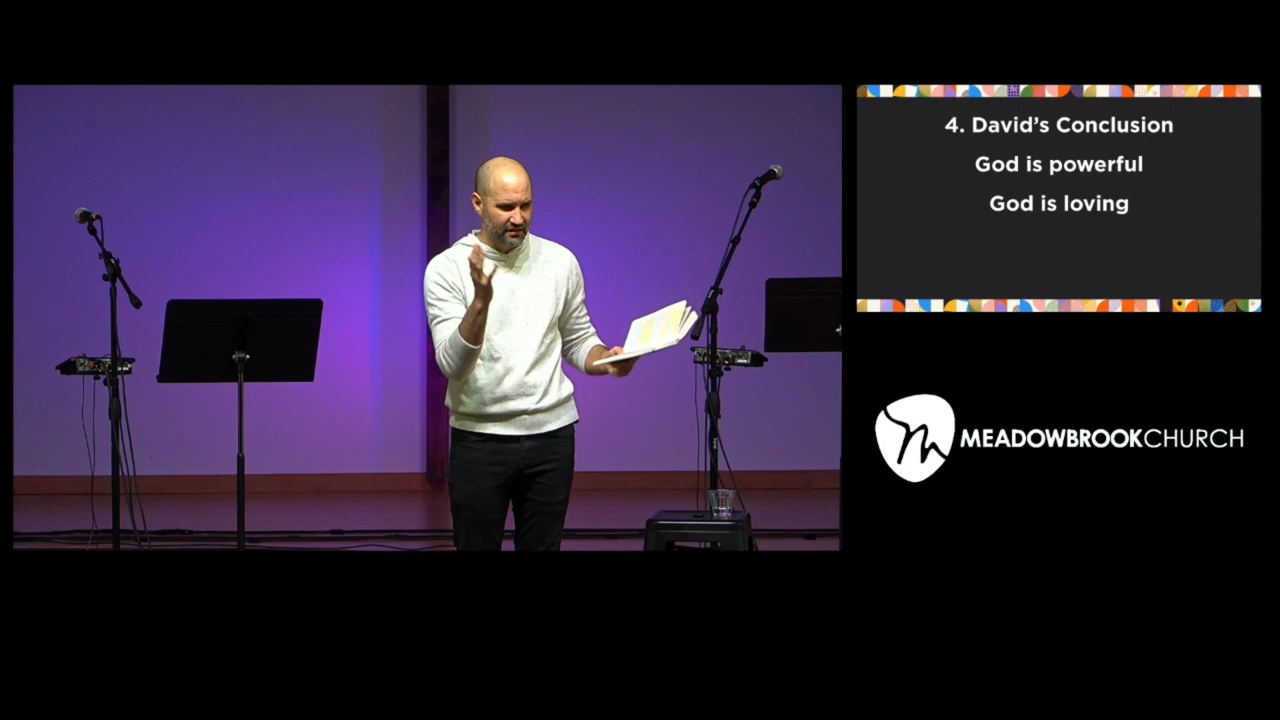 4. David's Conclusion
God is powerful
God is loving
MEADOWBROOKCHURCH